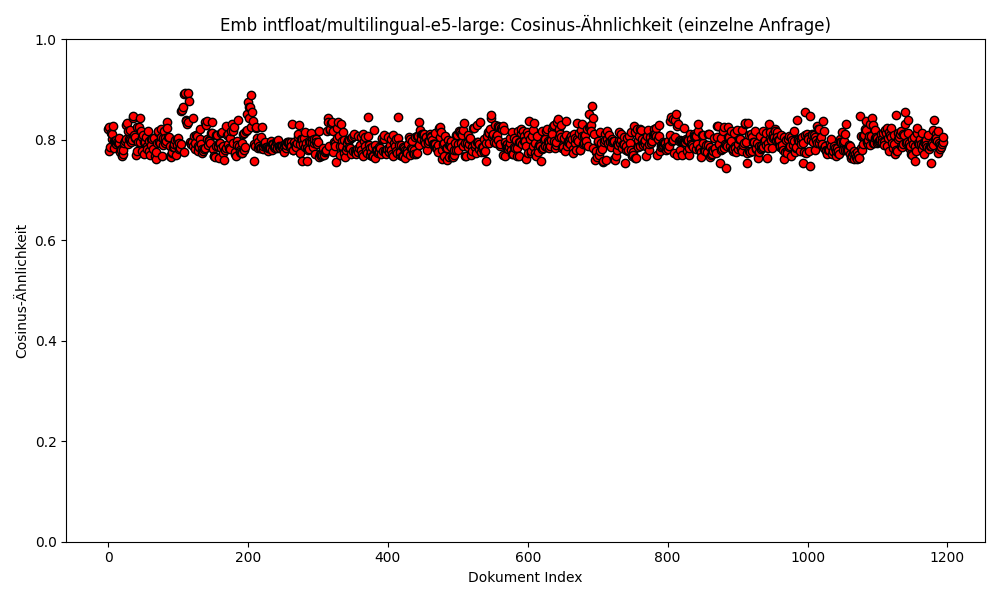 Emb intfloat/multilingual-e5-large: Cosinus-Ähnlichkeit (einzelne Anfrage)
1.0
0.8
0.6
0.4
0.2
0.0
Cosinus-Ähnlichkeit
0 200 400 600 800 1000 1200
Dokument Index